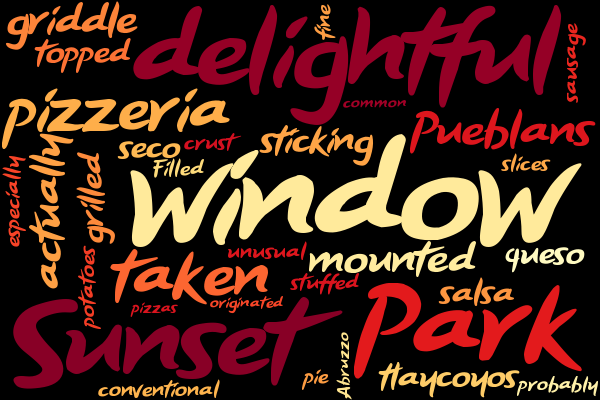 griddle
delightful
fine
sausage
topped
common
pizzeria
Pueblans
sticking
seco
crust
Filled
slices
especially
actually
grilled
window
unusual
mounted
queso
taken
potatoes
stuffed
salsa
pizzas
originated
Sunset
Park
Tlaycoyos
pie
Abruzzo
conventional
probably